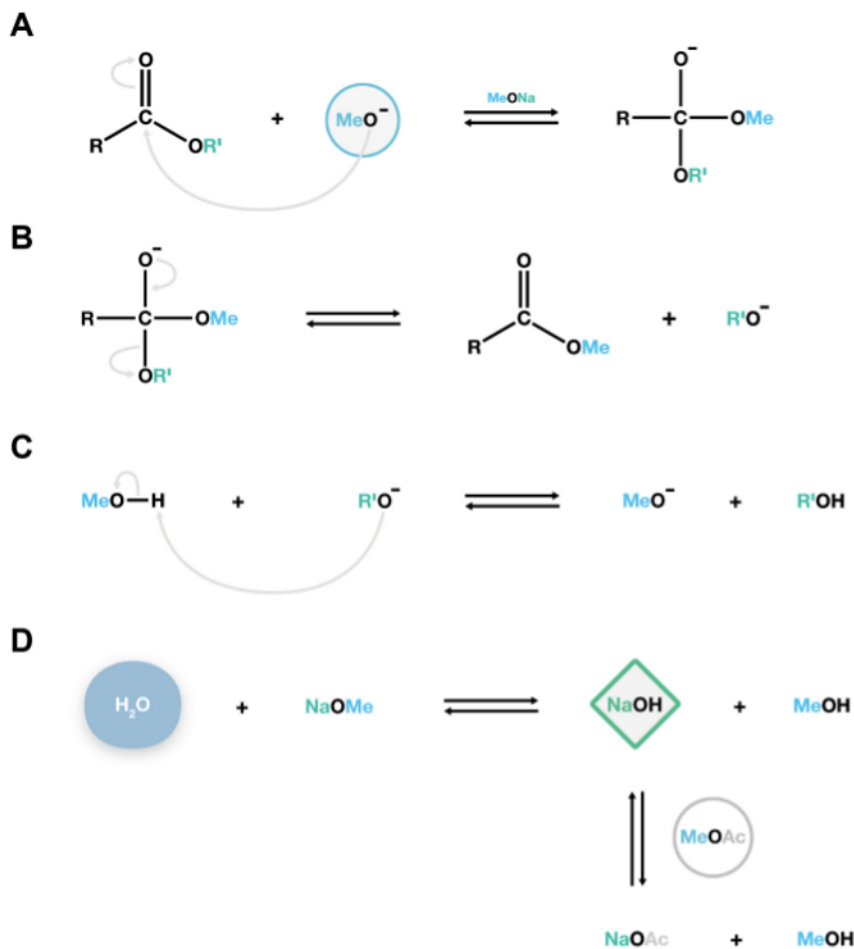 A
O
O⁻
C + MeO⁻ MeONa R C OMe
R OR'
OR'
B
O⁻ O
R C OMe C + R'O⁻
R OMe
OR'
C
MeO H + R'O⁻ MeO⁻ + R'OH
D
H₂O + NaOMe NaOH + MeOH
MeOAc
NaOAc + MeOH